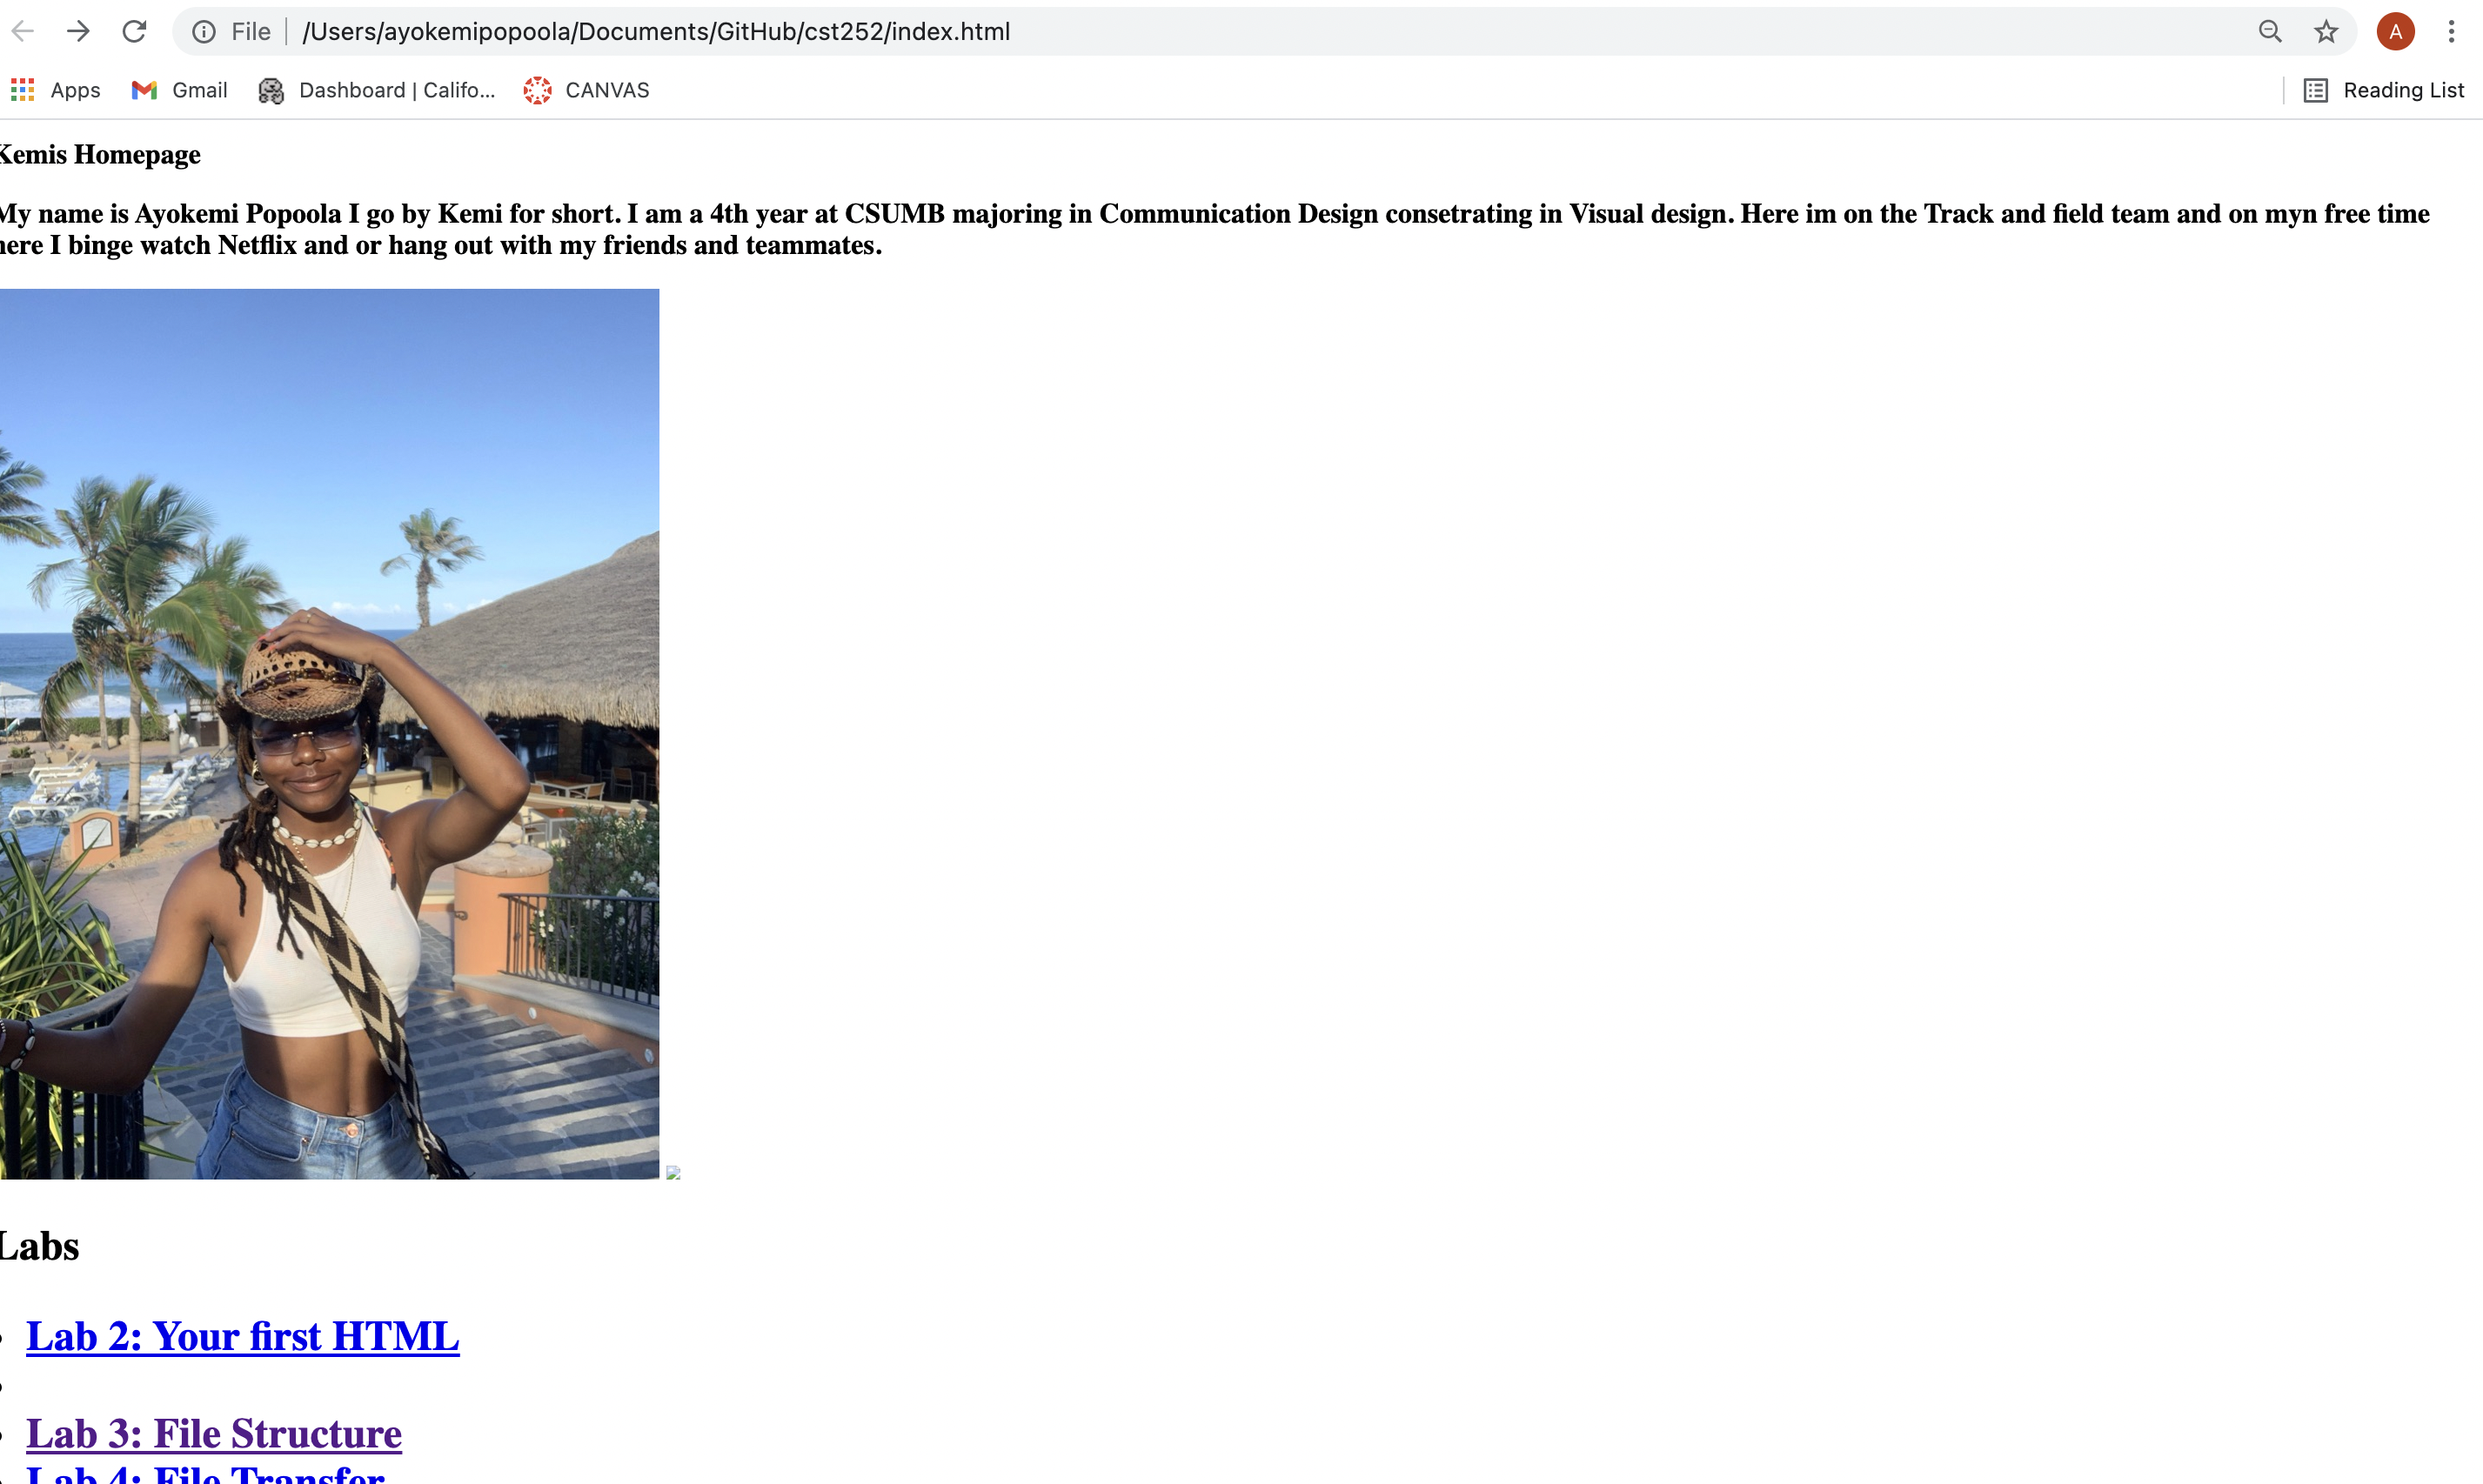 File /Users/ayokemipopoola/Documents/GitHub/cst252/index.html A
Apps Gmail Dashboard | Califo... CANVAS Reading List
Kemis Homepage
My name is Ayokemi Popoola I go by Kemi for short. I am a 4th year at CSUMB majoring in Communication Design consetrating in Visual design. Here im on the Track and field team and on myn free time
here I binge watch Netflix and or hang out with my friends and teammates.
Labs
Lab 2: Your first HTML
Lab 3: File Structure
Lab 4: File Transfer